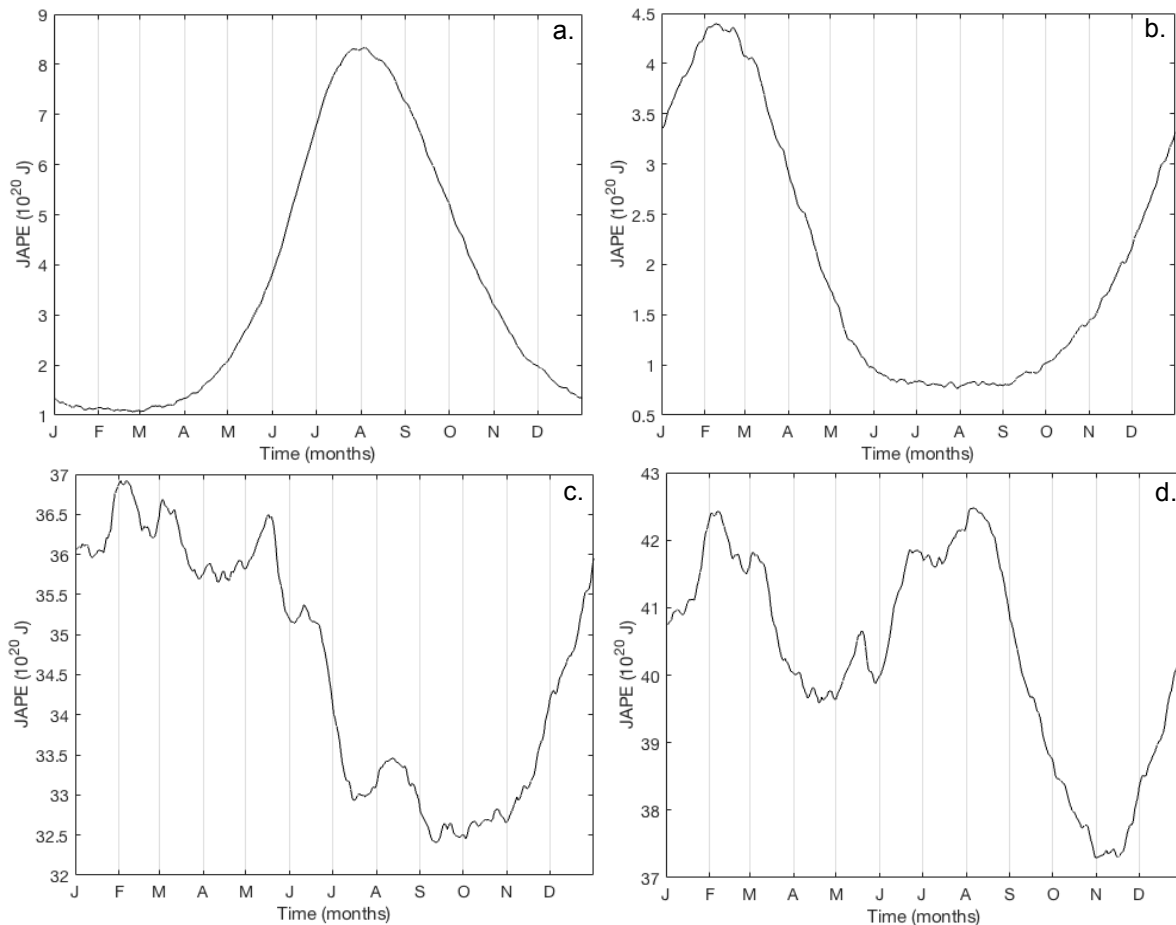 a.
9
8
7
6
5
4
3
2
1
JAPE (10^20 J)
J F M A M J J A S O N D
Time (months)
b.
4.5
4
3.5
3
2.5
2
1.5
1
0.5
JAPE (10^20 J)
J F M A M J J A S O N D
Time (months)
c.
37
36.5
36
35.5
35
34.5
34
33.5
33
32.5
32
JAPE (10^20 J)
J F M A M J J A S O N D
Time (months)
d.
43
42
41
40
39
38
37
JAPE (10^20 J)
J F M A M J J A S O N D
Time (months)